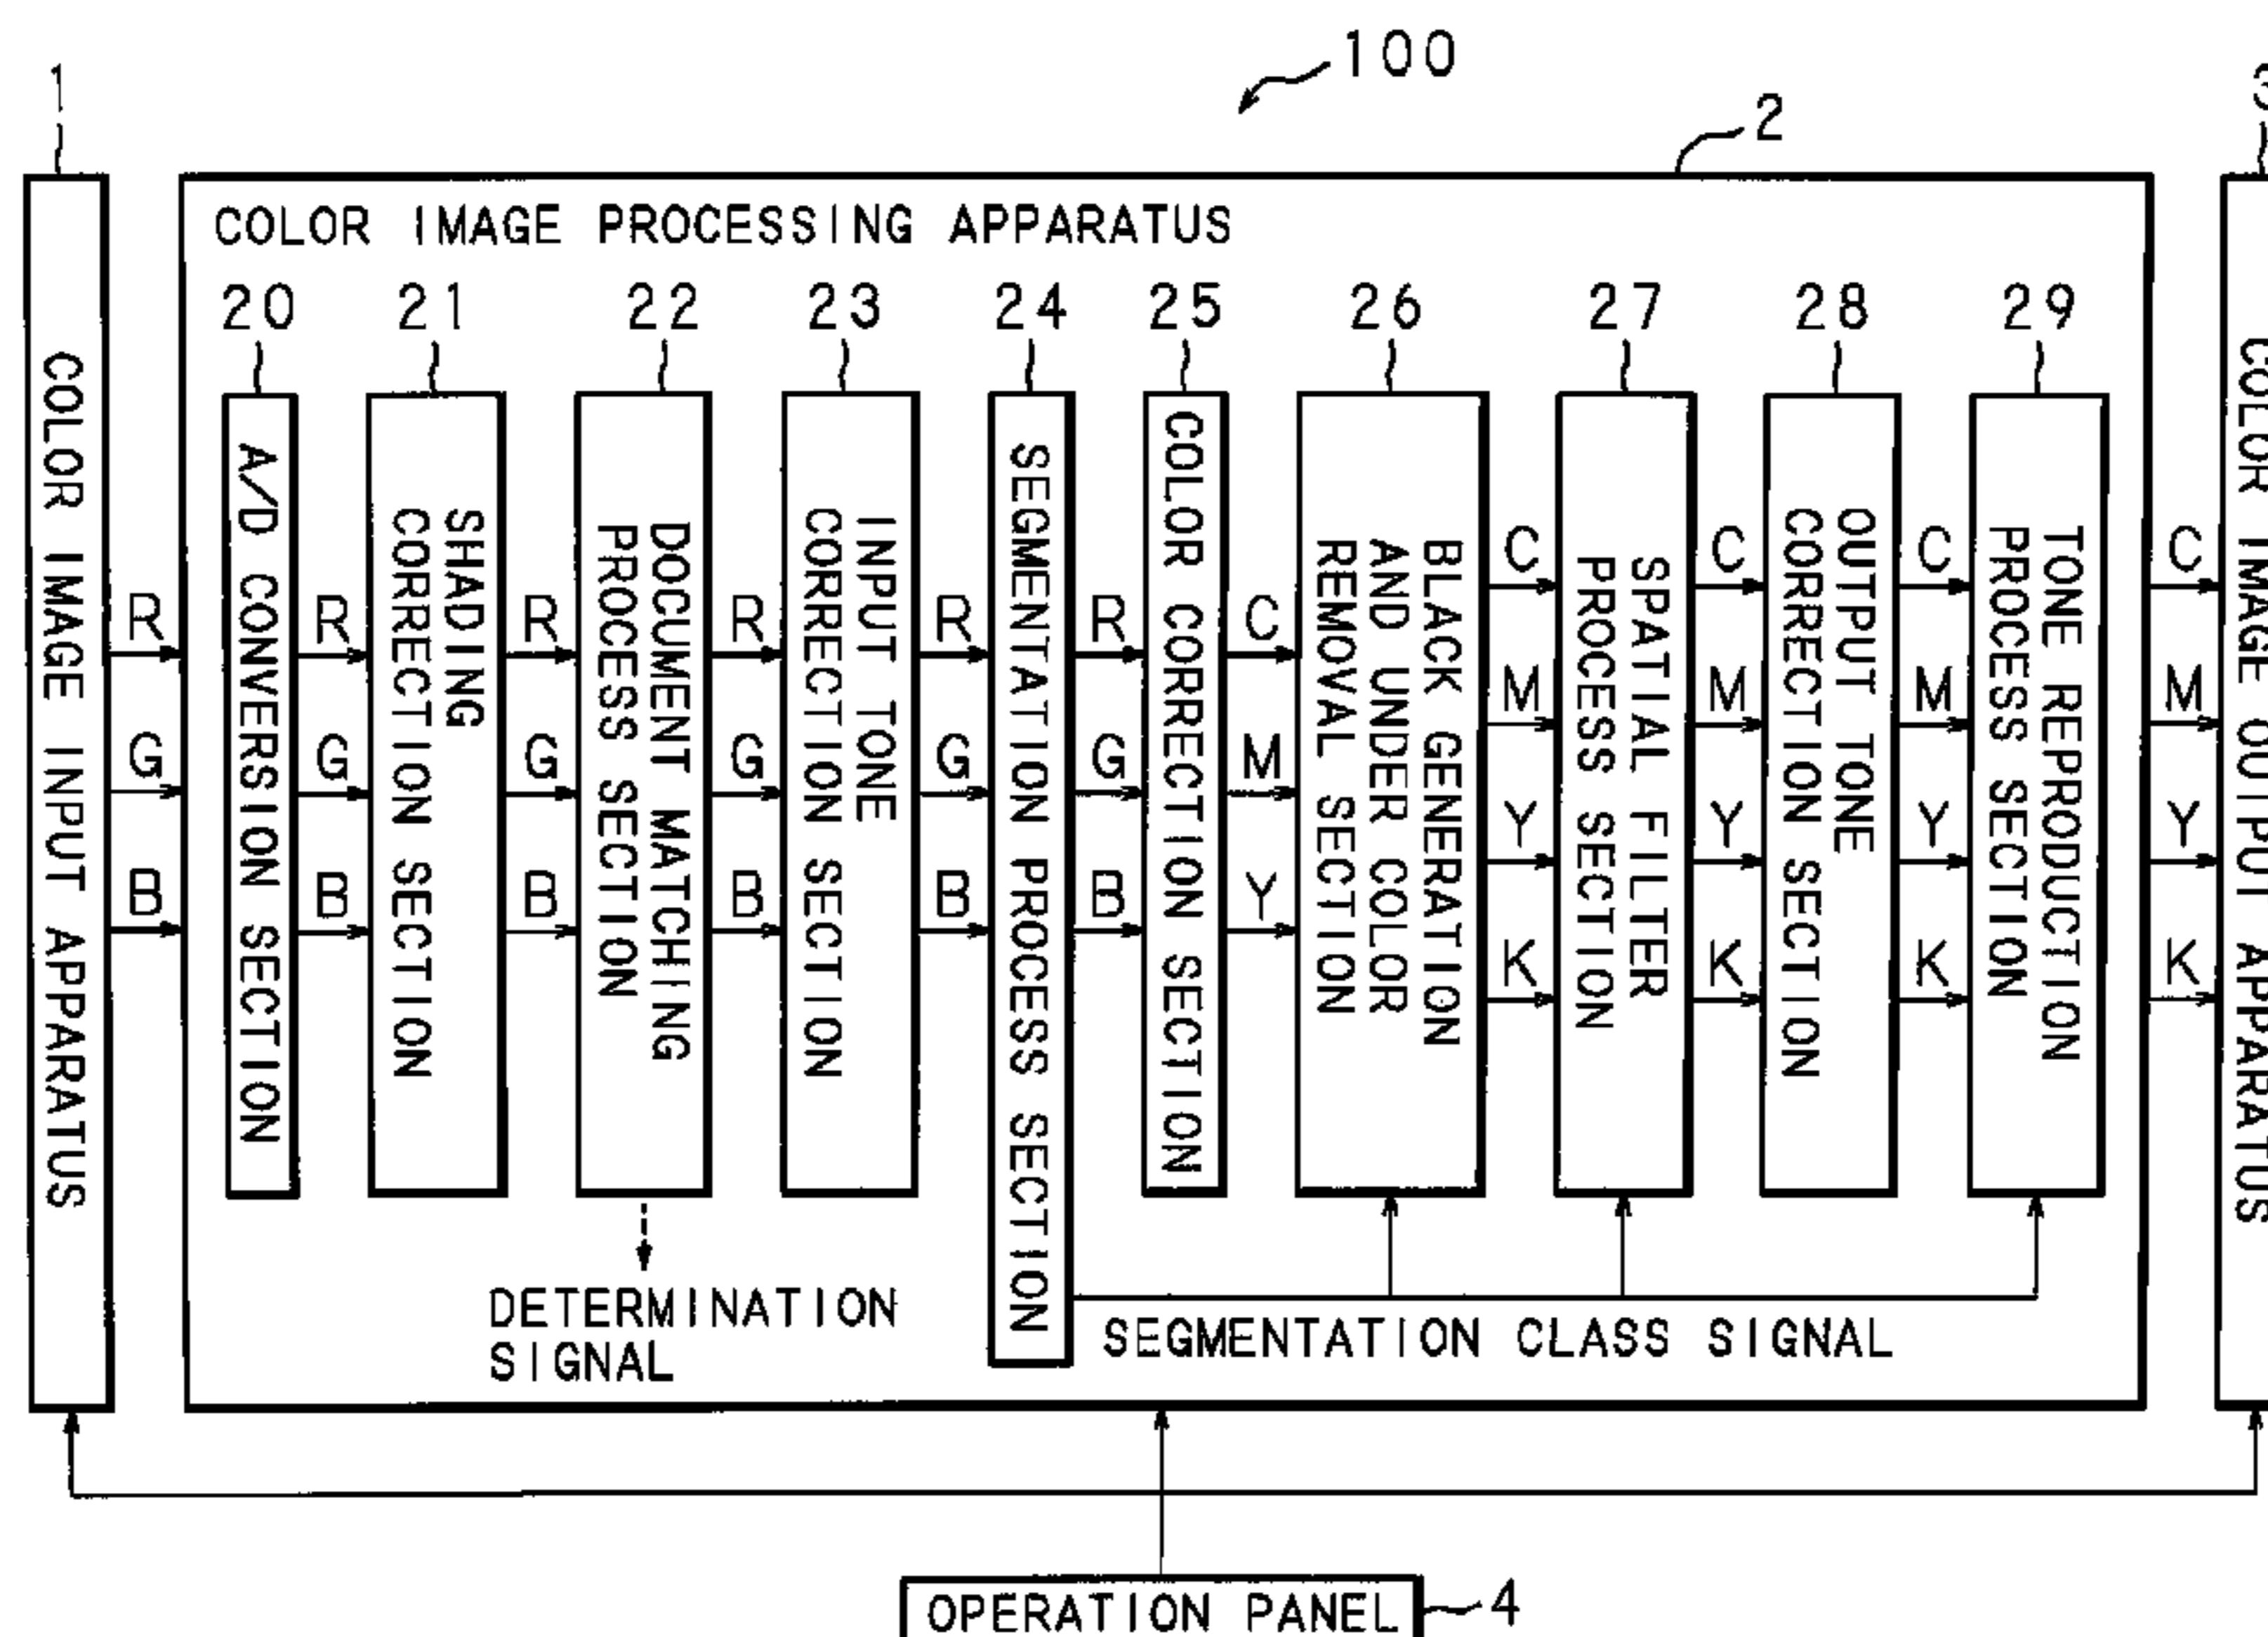 100
1
2
3
COLOR IMAGE PROCESSING APPARATUS
20
21
22
23
24
25
26
27
28
29
COLOR IMAGE INPUT APPARATUS
R
G
B
A/D CONVERSION SECTION
R
G
B
SHADING
CORRECTION SECTION
R
G
B
DOCUMENT MATCHING
PROCESS SECTION
R
G
B
INPUT TONE
CORRECTION SECTION
R
G
B
SEGMENTATION PROCESS SECTION
R
G
B
COLOR CORRECTION SECTION
C
M
Y
BLACK GENERATION
AND UNDER COLOR
REMOVAL SECTION
C
M
Y
K
SPATIAL FILTER
PROCESS SECTION
C
M
Y
K
OUTPUT TONE
CORRECTION SECTION
C
M
Y
K
TONE REPRODUCTION
PROCESS SECTION
C
M
Y
K
COLOR IMAGE OUTPUT APPARATUS
DETERMINATION
SIGNAL
SEGMENTATION CLASS SIGNAL
OPERATION PANEL
4